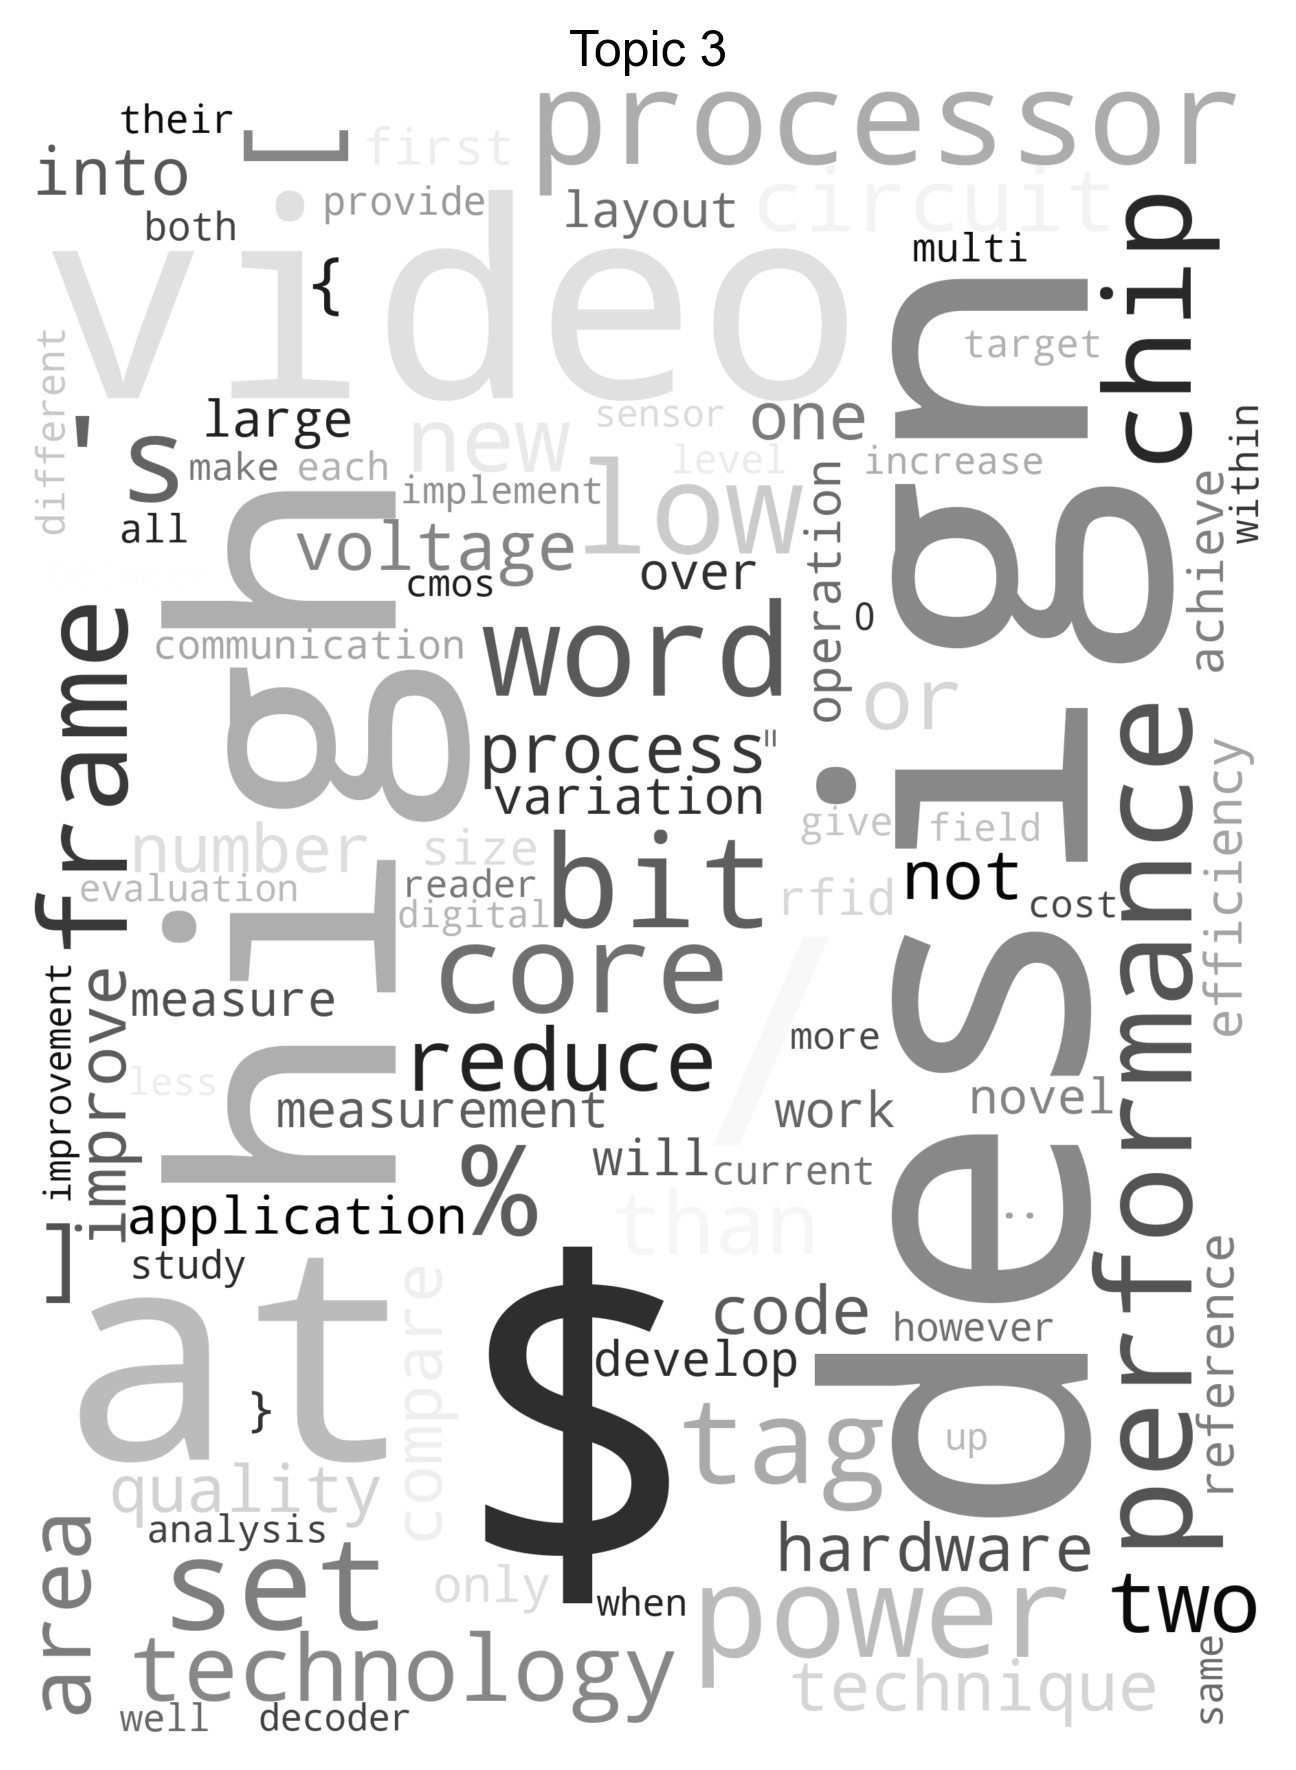 Topic 3
processor
their
[
first
into
provide
layout
circuit
chip
both
video
multi
{
design
target
different
's
large
new
sensor
one
within
make
each
level
increase
high
implement
low
operation
achieve
all
voltage
cmos
over
0
frame
communication
word
or
performance
process
"
variation
efficiency
number
size
give
field
evaluation
reader
bit
rfid
not
digital
cost
core
improvement
improve
measure
/
reduce
more
less
measurement
work
novel
%
will
current
application
than
..
]
study
at
compare
$
code
however
reference
develop
}
tag
up
quality
area
analysis
hardware
set
only
when
power
two
technology
technique
same
well
decoder